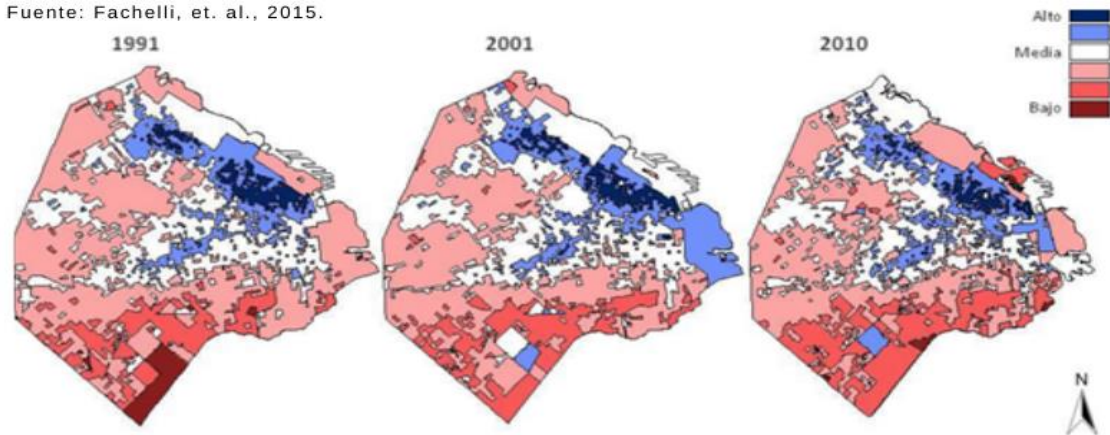 Fuente: Fachelli, et. al., 2015.
1991
2001
2010
Alto
Media
Bajo
N